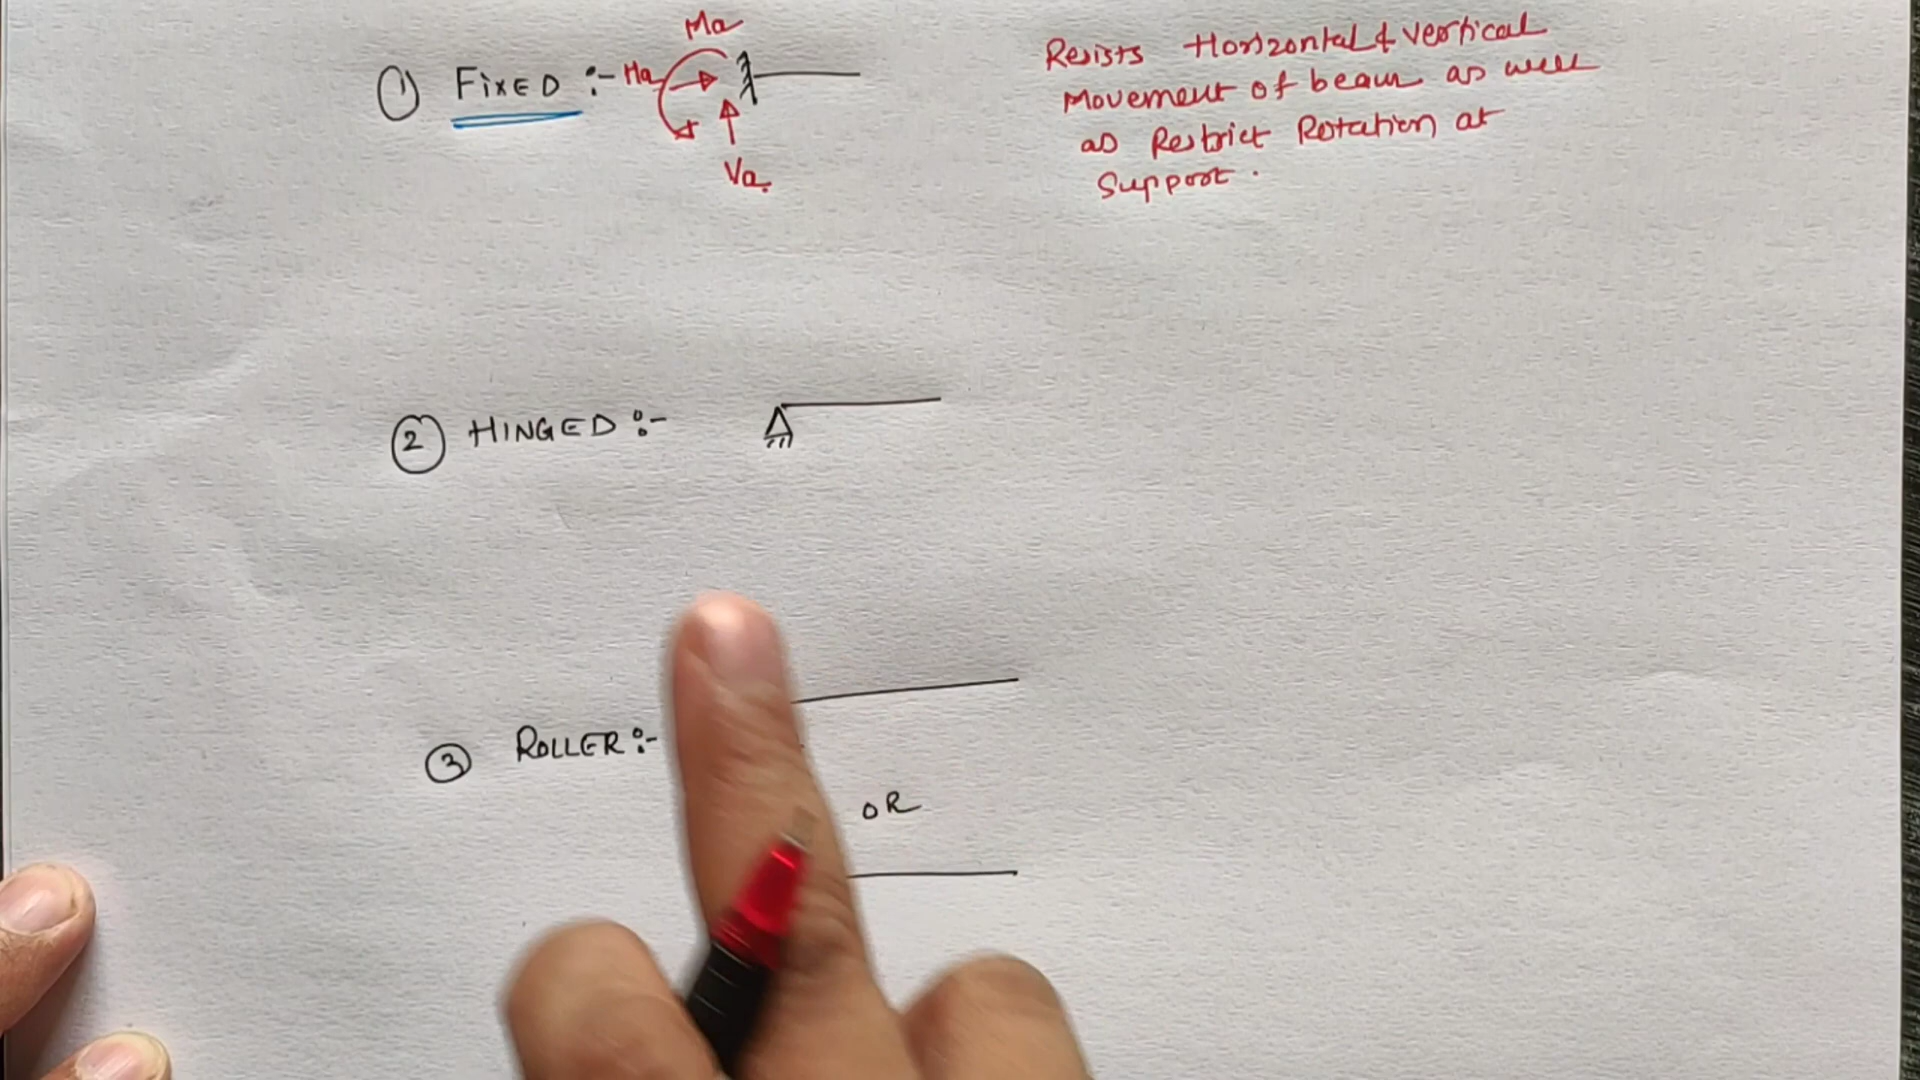 Ma
① FixED :- Ha
Va.
Resists Horizontal & vertical
Movement of beam as well
as Restrict Rotation at
Support.
② HINGED :-
③ ROLLER :-
OR